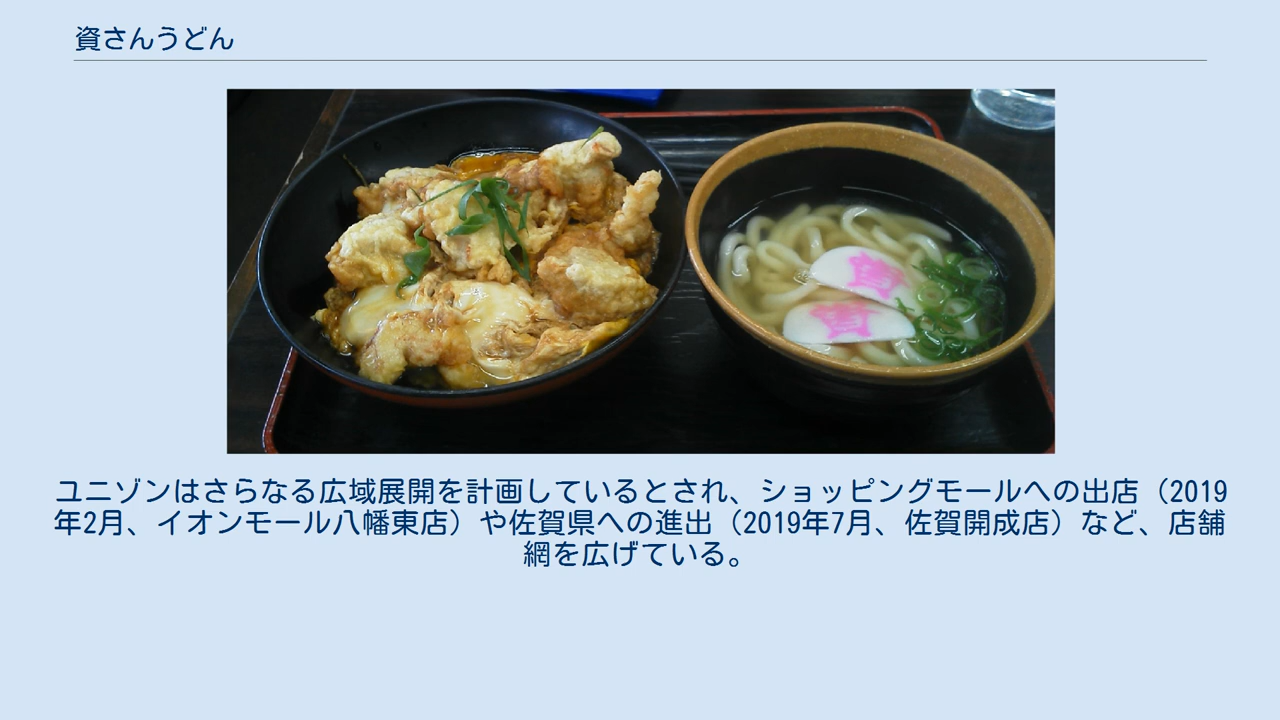 資さんうどん
ユニゾンはさらなる広域展開を計画しているとされ、ショッピングモールへの出店（2019
年2月、イオンモール八幡東店）や佐賀県への進出（2019年7月、佐賀開成店）など、店舗
網を広げている。